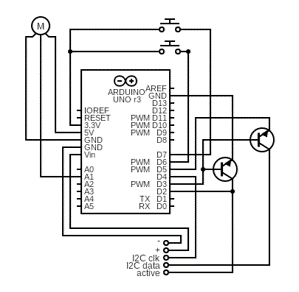 M
ARDUINO
UNO r3
AREF
GND
IOREF D13
RESET D12
3.3V PWM D11
5V PWM D10
GND PWM D9
GND D8
Vin
D7
PWM D6
A0 PWM D5
A1 D4
A2 PWM D3
A3 D2
A4 TX D1
A5 RX D0
-
+
I2C clk
I2C data
active